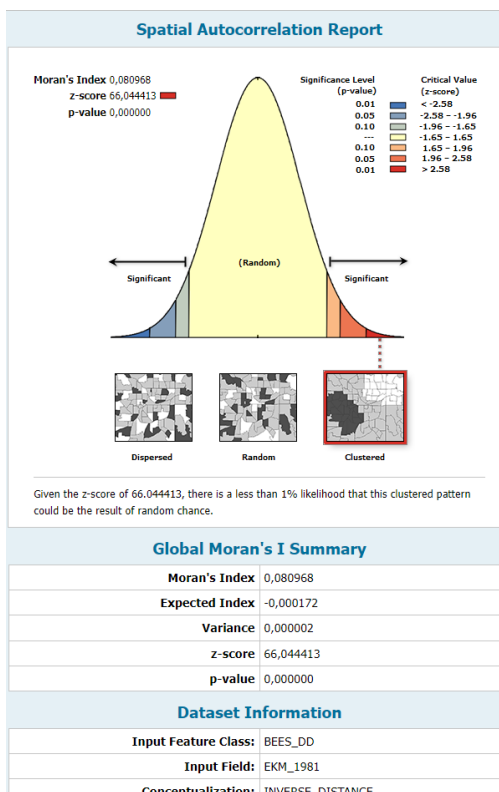 Spatial Autocorrelation Report
Moran's Index 0,080968
z-score 66,044413
p-value 0,000000
Significance Level
(p-value)
Critical Value
(z-score)
0.01 < -2.58
0.05 -2.58 - -1.96
0.10 -1.96 - -1.65
--- -1.65 - 1.65
0.10 1.65 - 1.96
0.05 1.96 - 2.58
0.01 > 2.58
(Random)
Significant Significant
Dispersed Random Clustered
Given the z-score of 66.044413, there is a less than 1% likelihood that this clustered pattern
could be the result of random chance.
Global Moran's I Summary
Moran's Index 0,080968
Expected Index -0,000172
Variance 0,000002
z-score 66,044413
p-value 0,000000
Dataset Information
Input Feature Class: BEES_DD
Input Field: EKM_1981
Conceptualization: INVERSE_DISTANCE